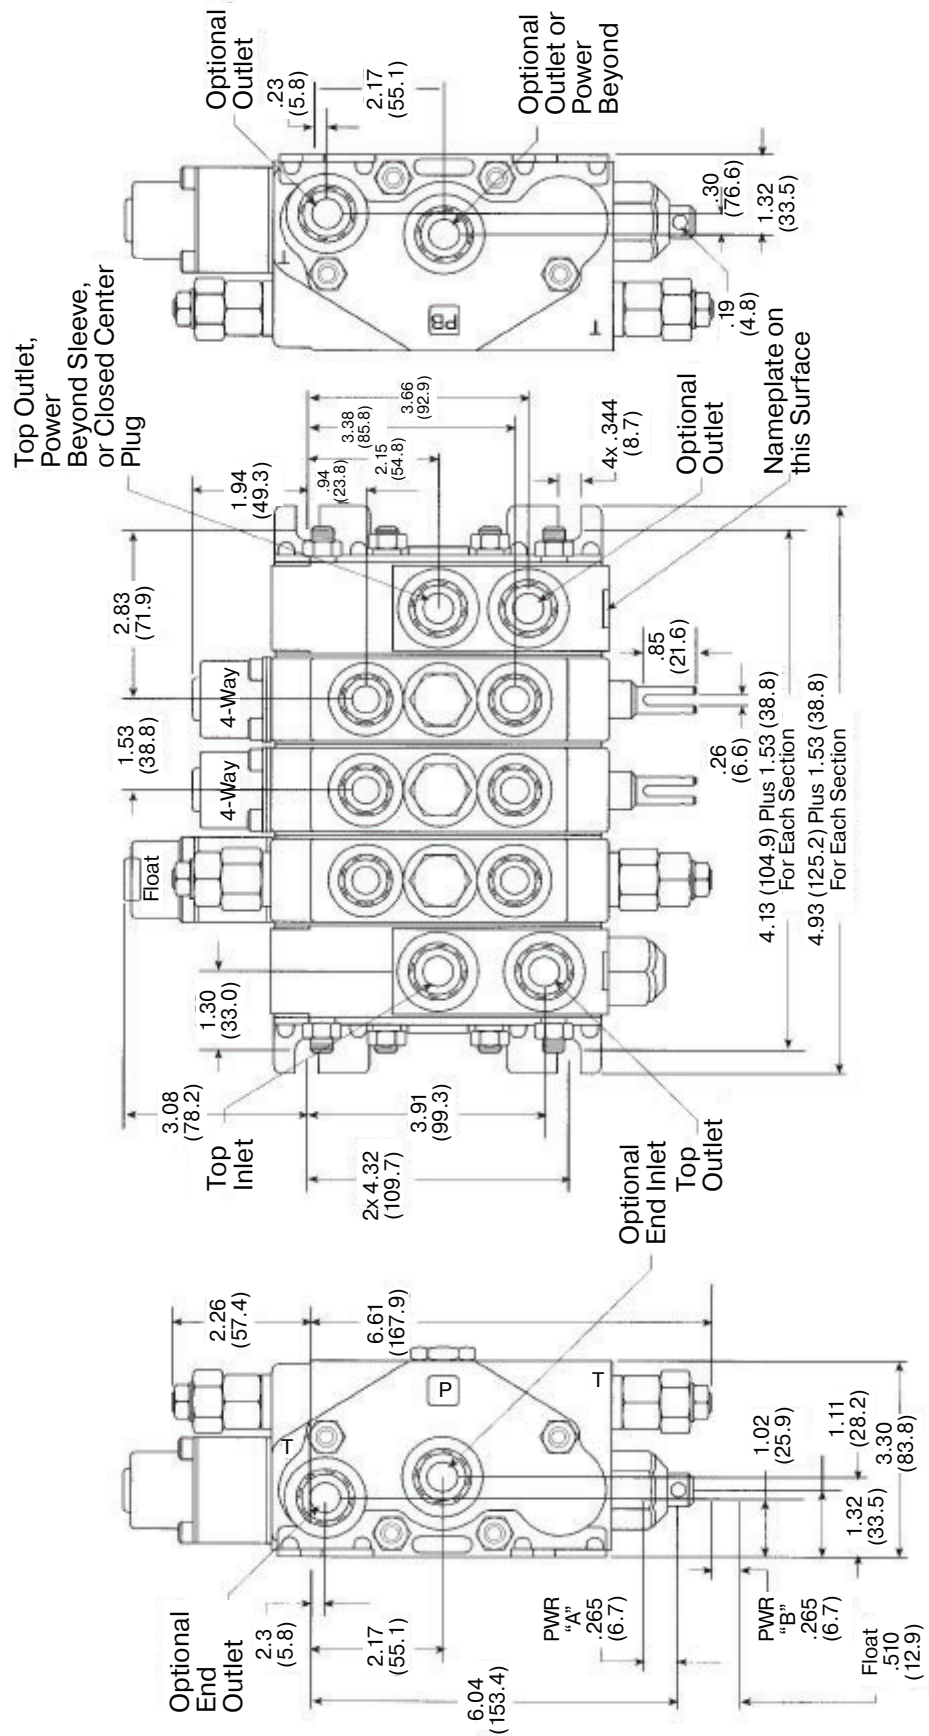 Optional
End
Outlet
2.3
(5.8)
2.17
(55.1)
6.04
(153.4)
PWR
“A”
.265
(6.7)
PWR
“B”
.265
(6.7)
Float
.510
(12.9)
2.26
(57.4)
6.61
(167.9)
T
P
T
1.02
(25.9)
1.11
(28.2)
1.32
(33.5)
3.30
(83.8)
Optional
End Inlet
Top
Inlet
Top
Outlet
3.08
(78.2)
1.30
(33.0)
2x 4.32
(109.7)
3.91
(99.3)
Float
4-Way
4-Way
1.53
(38.8)
2.83
(71.9)
1.94
(49.3)
.94
(23.8)
2.15
(54.8)
3.38
(85.8)
3.66
(92.9)
4x .344
(8.7)
.85
(21.6)
.26
(6.6)
4.13 (104.9) Plus 1.53 (38.8)
For Each Section
4.93 (125.2) Plus 1.53 (38.8)
For Each Section
Top Outlet,
Power
Beyond Sleeve,
or Closed Center
Plug
Optional
Outlet
Nameplate on
this Surface
Optional
Outlet
.23
(5.8)
2.17
(55.1)
Optional
Outlet or
Power
Beyond
T
PB
T
.19
(4.8)
.30
(76.6)
1.32
(33.5)